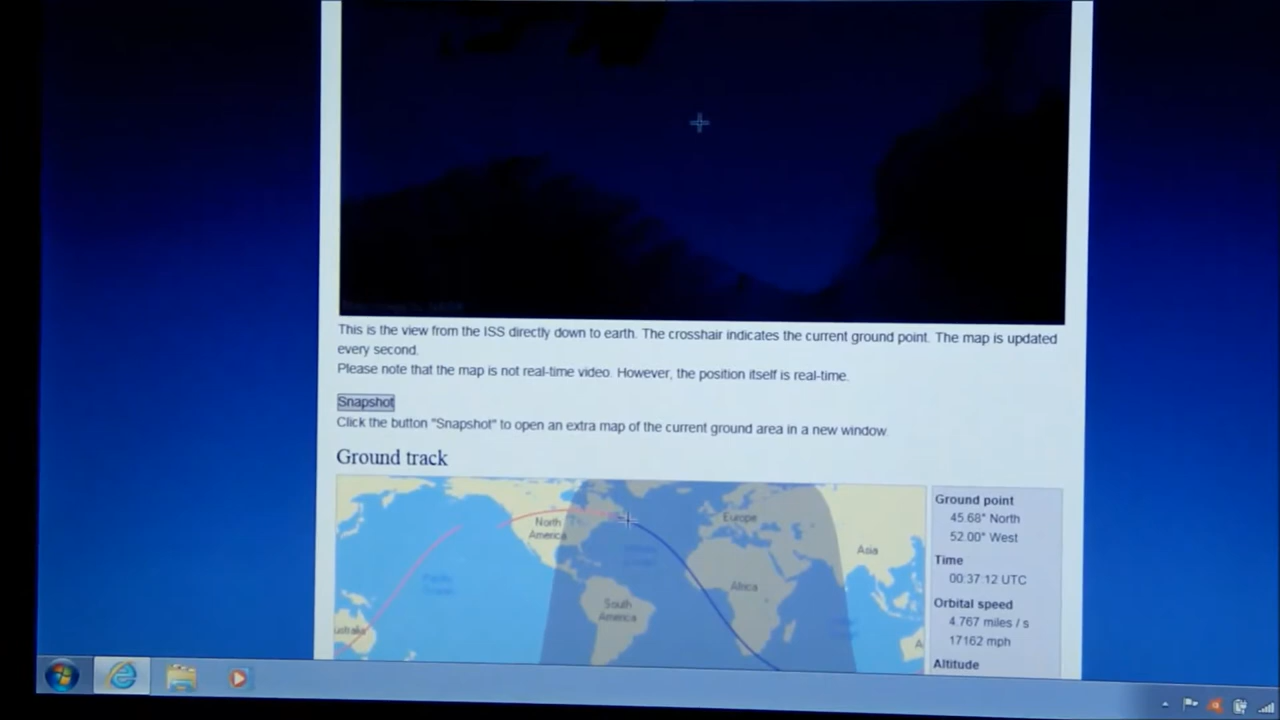 This is the view from the ISS directly down to earth. The crosshair indicates the current ground point. The map is updated
every second.
Please note that the map is not real-time video. However, the position itself is real-time.
Snapshot
Click the button "Snapshot" to open an extra map of the current ground area in a new window.
Ground track
North
America
Europe
Asia
Africa
South
America
Ground point
45.68° North
52.00° West
Time
00:37:12 UTC
Orbital speed
4.767 miles / s
17162 mph
Altitude